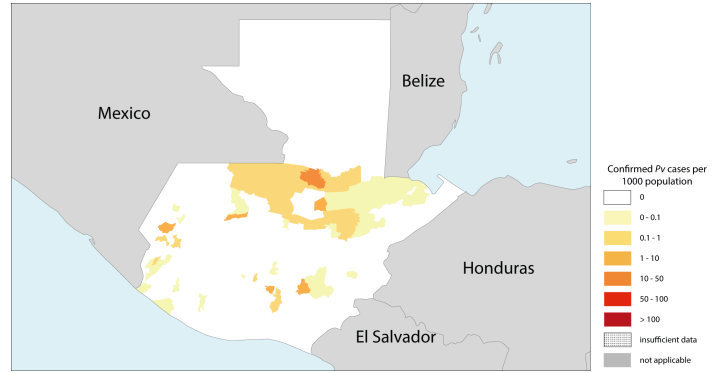 Mexico
Belize
Honduras
El Salvador
Confirmed Pv cases per
1000 population
0
0 - 0.1
0.1 - 1
1 - 10
10 - 50
50 - 100
> 100
insufficient data
not applicable